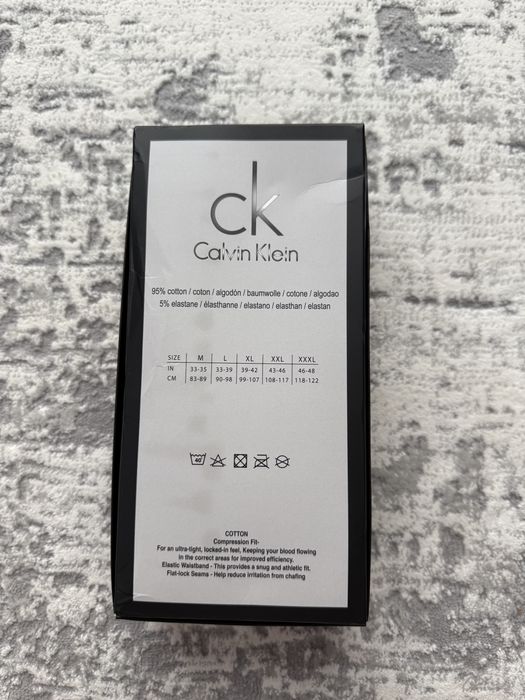 ck
Calvin Klein
95% cotton / coton / algodón / baumwolle / cotone / algodao
5% elastane / élasthanne / elastano / elasthan / elastan
SIZE M L XL XXL XXXL
IN 33-35 33-39 39-42 43-46 46-48
CM 83-89 90-98 99-107 108-117 118-122
40
COTTON
Compression Fit-
For an ultra-tight, locked-in feel, Keeping your blood flowing
in the correct areas for improved efficiency.
Elastic Waistband - This provides a snug and athletic fit.
Flat-lock Seams - Help reduce irritation from chafing